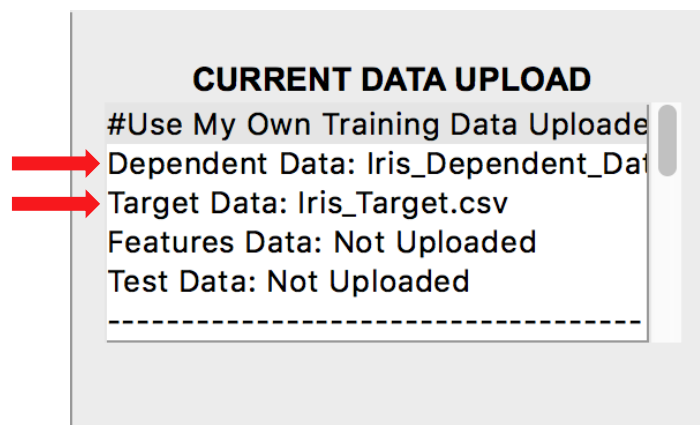 CURRENT DATA UPLOAD
#Use My Own Training Data Uploade
Dependent Data: Iris_Dependent_Dat
Target Data: Iris_Target.csv
Features Data: Not Uploaded
Test Data: Not Uploaded
------------------------------------